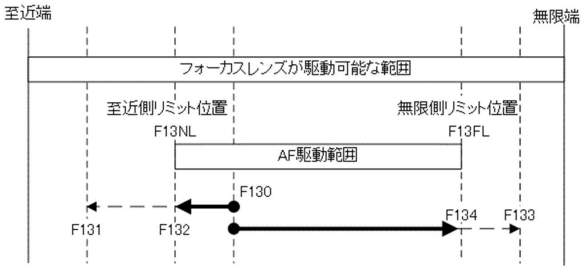 至近端
無限端
フォーカスレンズが駆動可能な範囲
至近側リミット位置
無限側リミット位置
F13NL
F13FL
AF駆動範囲
F130
F131
F132
F134
F133